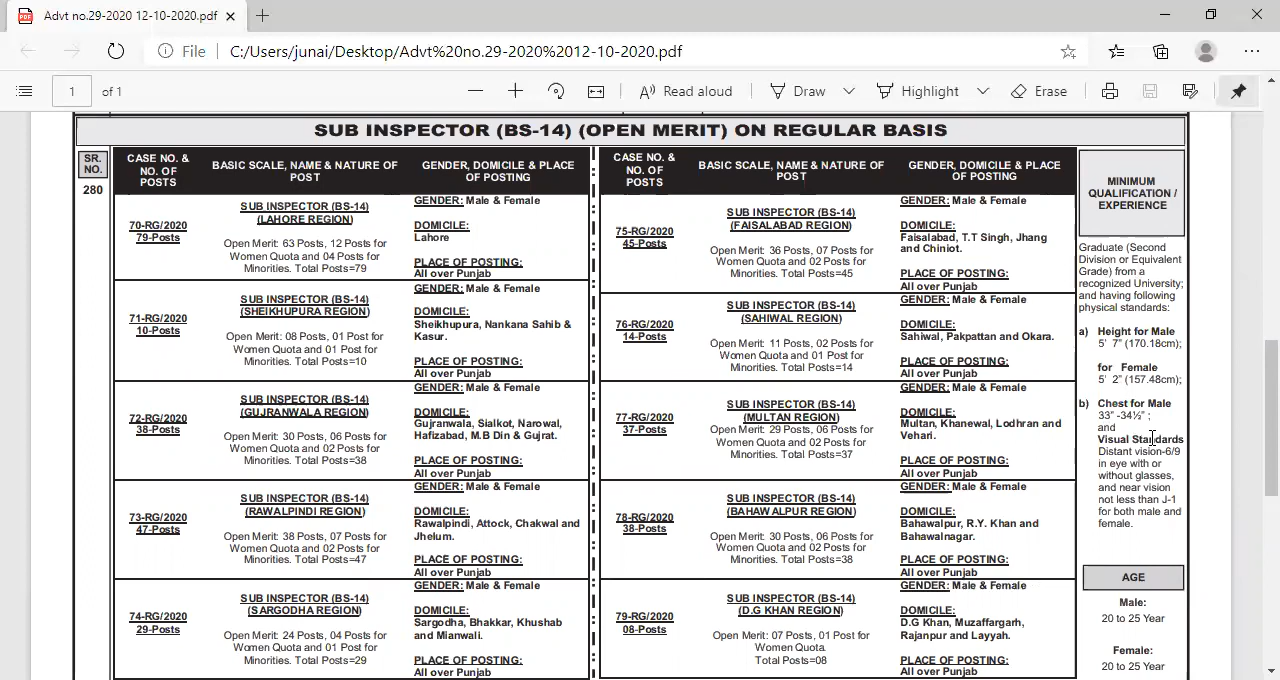 Advt no.29-2020 12-10-2020.pdf
File C:/Users/junai/Desktop/Advt%20no.29-2020%2012-10-2020.pdf
1 of 1
Read aloud
Draw
Highlight
Erase
SUB INSPECTOR (BS-14) (OPEN MERIT) ON REGULAR BASIS
SR.
NO.
280
CASE NO. &
NO. OF
POSTS
BASIC SCALE, NAME & NATURE OF
POST
GENDER, DOMICILE & PLACE
OF POSTING
70-RG/2020
79-Posts
SUB INSPECTOR (BS-14)
(LAHORE REGION)
Open Merit: 63 Posts, 12 Posts for
Women Quota and 04 Posts for
Minorities. Total Posts=79
GENDER: Male & Female
DOMICILE:
Lahore
PLACE OF POSTING:
All over Punjab
71-RG/2020
10-Posts
SUB INSPECTOR (BS-14)
(SHEIKHUPURA REGION)
Open Merit: 08 Posts, 01 Post for
Women Quota and 01 Post for
Minorities. Total Posts=10
GENDER: Male & Female
DOMICILE:
Sheikhupura, Nankana Sahib &
Kasur.
PLACE OF POSTING:
All over Punjab
72-RG/2020
38-Posts
SUB INSPECTOR (BS-14)
(GUJRANWALA REGION)
Open Merit: 30 Posts, 06 Posts for
Women Quota and 02 Posts for
Minorities. Total Posts=38
GENDER: Male & Female
DOMICILE:
Gujranwala, Sialkot, Narowal,
Hafizabad, M.B Din & Gujrat.
PLACE OF POSTING:
All over Punjab
73-RG/2020
47-Posts
SUB INSPECTOR (BS-14)
(RAWALPINDI REGION)
Open Merit: 38 Posts, 07 Posts for
Women Quota and 02 Posts for
Minorities. Total Posts=47
GENDER: Male & Female
DOMICILE:
Rawalpindi, Attock, Chakwal and
Jhelum.
PLACE OF POSTING:
All over Punjab
74-RG/2020
29-Posts
SUB INSPECTOR (BS-14)
(SARGODHA REGION)
Open Merit: 24 Posts, 04 Posts for
Women Quota and 01 Post for
Minorities. Total Posts=29
GENDER: Male & Female
DOMICILE:
Sargodha, Bhakkar, Khushab
and Mianwali.
PLACE OF POSTING:
All over Punjab
CASE NO. &
NO. OF
POSTS
BASIC SCALE, NAME & NATURE OF
POST
GENDER, DOMICILE & PLACE
OF POSTING
75-RG/2020
45-Posts
SUB INSPECTOR (BS-14)
(FAISALABAD REGION)
Open Merit: 36 Posts, 07 Posts for
Women Quota and 02 Posts for
Minorities. Total Posts=45
GENDER: Male & Female
DOMICILE:
Faisalabad, T.T Singh, Jhang
and Chiniot.
PLACE OF POSTING:
All over Punjab
76-RG/2020
14-Posts
SUB INSPECTOR (BS-14)
(SAHIWAL REGION)
Open Merit: 11 Posts, 02 Posts for
Women Quota and 01 Post for
Minorities. Total Posts=14
GENDER: Male & Female
DOMICILE:
Sahiwal, Pakpattan and Okara.
PLACE OF POSTING:
All over Punjab
77-RG/2020
37-Posts
SUB INSPECTOR (BS-14)
(MULTAN REGION)
Open Merit: 29 Posts, 06 Posts for
Women Quota and 02 Posts for
Minorities. Total Posts=37
GENDER: Male & Female
DOMICILE:
Multan, Khanewal, Lodhran and
Vehari.
PLACE OF POSTING:
All over Punjab
78-RG/2020
38-Posts
SUB INSPECTOR (BS-14)
(BAHAWALPUR REGION)
Open Merit: 30 Posts, 06 Posts for
Women Quota and 02 Posts for
Minorities. Total Posts=38
GENDER: Male & Female
DOMICILE:
Bahawalpur, R.Y. Khan and
Bahawalnagar.
PLACE OF POSTING:
All over Punjab
79-RG/2020
08-Posts
SUB INSPECTOR (BS-14)
(D.G KHAN REGION)
Open Merit: 07 Posts, 01 Post for
Women Quota.
Total Posts=08
GENDER: Male & Female
DOMICILE:
D.G Khan, Muzaffargarh,
Rajanpur and Layyah.
PLACE OF POSTING:
All over Punjab
MINIMUM
QUALIFICATION /
EXPERIENCE
Graduate (Second
Division or Equivalent
Grade) from a
recognized University;
and having following
physical standards:
a) Height for Male
5' 7" (170.18cm);
for Female
5' 2" (157.48cm);
b) Chest for Male
33" -34½" ;
and
Visual Standards
Distant vision-6/9
in eye with or
without glasses,
and near vision
not less than J-1
for both male and
female.
AGE
Male:
20 to 25 Year
Female:
20 to 25 Year